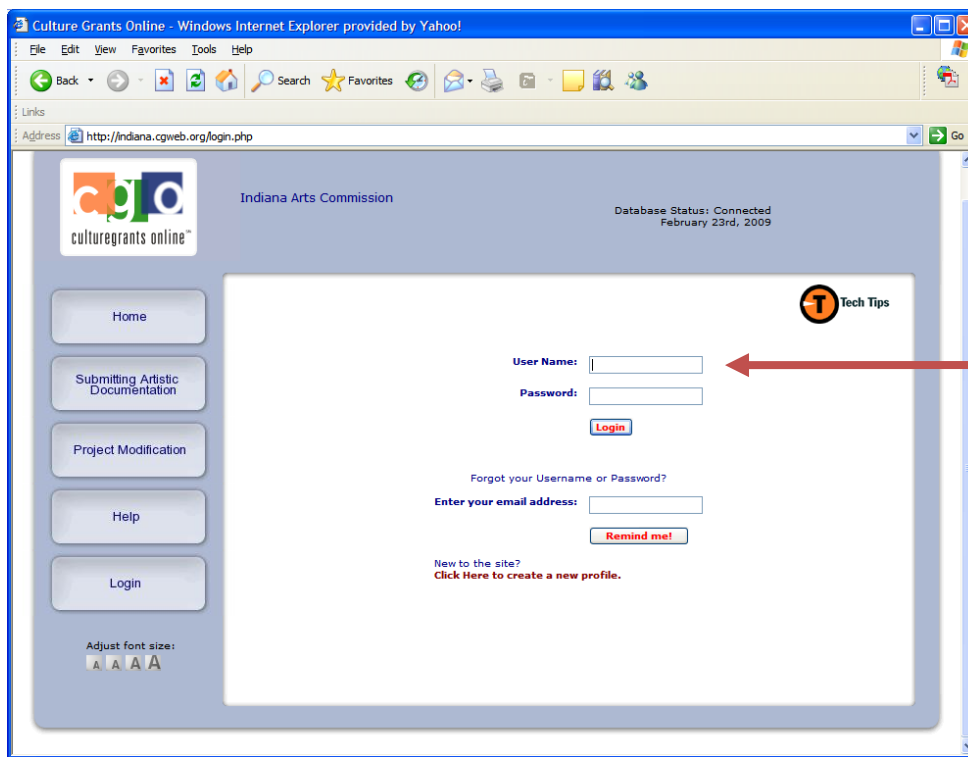 Culture Grants Online - Windows Internet Explorer provided by Yahoo!
File Edit View Favorites Tools Help
Back Search Favorites
Links
Address http://indiana.cgweb.org/login.php Go
cgo
culturegrants online™
Indiana Arts Commission
Database Status: Connected
February 23rd, 2009
Home
Submitting Artistic
Documentation
Project Modification
Help
Login
Adjust font size:
A A A A
T Tech Tips
User Name:
Password:
Login
Forgot your Username or Password?
Enter your email address:
Remind me!
New to the site?
Click Here to create a new profile.